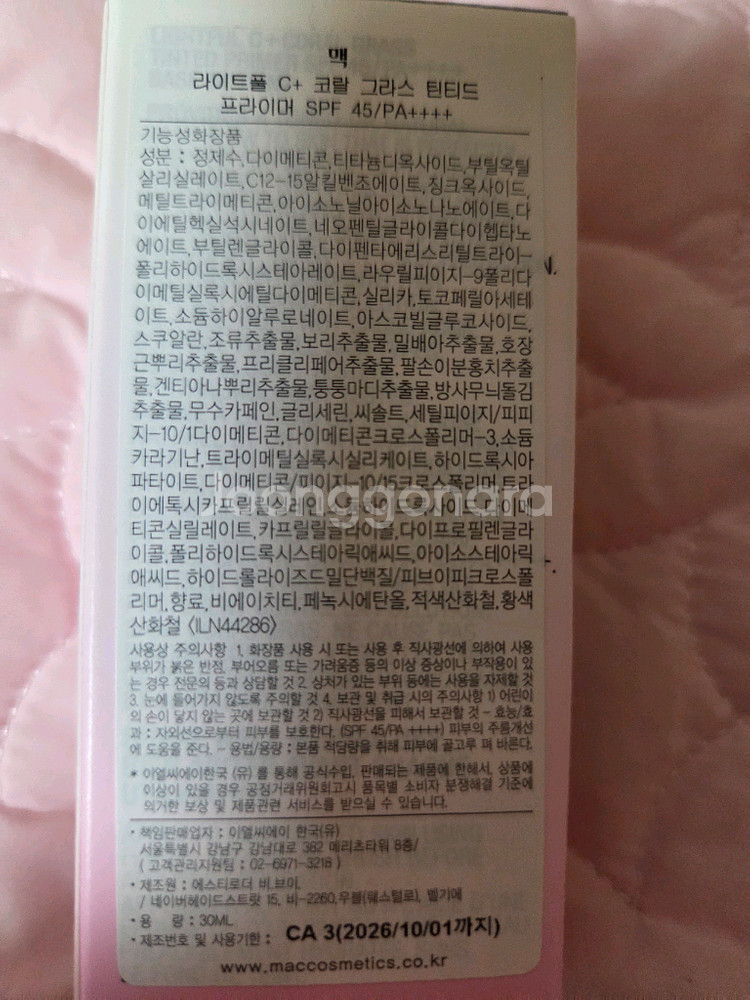 맥
라이트풀 C+ 코랄 그라스 틴티드
프라이머 SPF 45/PA++++
기능성화장품
성분 : 정제수,다이메티콘,티타늄디옥사이드,부틸옥틸
살리실레이트,C12-15알킬벤조에이트,징크옥사이드,
메틸트라이메티콘,아이소노닐아이소노나노에이트,다
이에틸헥실석시네이트,네오펜틸글라이콜다이헵타노
에이트,부틸렌글라이콜,다이펜타에리스리틸트라이-
폴리하이드록시스테아레이트,라우릴피이지-9폴리다
이메틸실록시에틸다이메티콘,실리카,토코페릴아세테
이트,소듐하이알루로네이트,아스코빌글루코사이드,
스쿠알란,조류추출물,보리추출물,밀배아추출물,호장
근뿌리추출물,프리클리페어추출물,팔손이분홍치추출
물,겐티아나뿌리추출물,퉁퉁마디추출물,방사무늬돌김
추출물,무수카페인,글리세린,씨솔트,세틸피이지/피피
지-10/1다이메티콘,다이메티콘크로스폴리머-3,소듐
카라기난,트라이메틸실록시실리케이트,하이드록시아
파타이트,다이메티콘/피이지-10/15크로스폴리머,트라
이에톡시카프릴릴실레인,알루미늄하이드록사이드,다이메
티콘실릴레이트,카프릴릴글라이콜,다이프로필렌글라
이콜,폴리하이드록시스테아릭애씨드,아이소스테아릭
애씨드,하이드롤라이즈드밀단백질/피브이피크로스폴
리머,향료,비에이치티,페녹시에탄올,적색산화철,황색
산화철 <ILN44286>
사용상 주의사항 1. 화장품 사용 시 또는 사용 후 직사광선에 의하여 사용
부위가 붉은 반점, 부어오름 또는 가려움증 등의 이상 증상이나 부작용이 있
는 경우 전문의 등과 상담할 것 2. 상처가 있는 부위 등에는 사용을 자제할 것
3. 눈에 들어가지 않도록 주의할 것 4. 보관 및 취급 시의 주의사항 1) 어린이
의 손이 닿지 않는 곳에 보관할 것 2) 직사광선을 피해서 보관할 것 - 효능/효
과 : 자외선으로부터 피부를 보호한다. (SPF 45/PA ++++) 피부의 주름개선
에 도움을 준다. - 용법/용량 : 본품 적당량을 취해 피부에 골고루 펴 바른다.
* 이엘씨에이한국 (유) 를 통해 공식수입, 판매되는 제품에 한해서, 상품에
이상이 있을 경우 공정거래위원회고시 품목별 소비자 분쟁해결 기준에
의거한 보상 및 제품관련 서비스를 받으실 수 있습니다.
• 책임판매업자 : 이엘씨에이 한국(유)
서울특별시 강남구 강남대로 382 메리츠타워 8층/
( 고객관리지원팀 : 02-6971-3218 )
• 제조원 : 에스티로더 비.브이.
/ 네이버헤이드스트랏 15, 비-2260,우블(웨스털로), 벨기에
• 용 량 : 30ML
• 제조번호 및 사용기한 : CA 3(2026/10/01까지)
www.maccosmetics.co.kr
Joonggonara